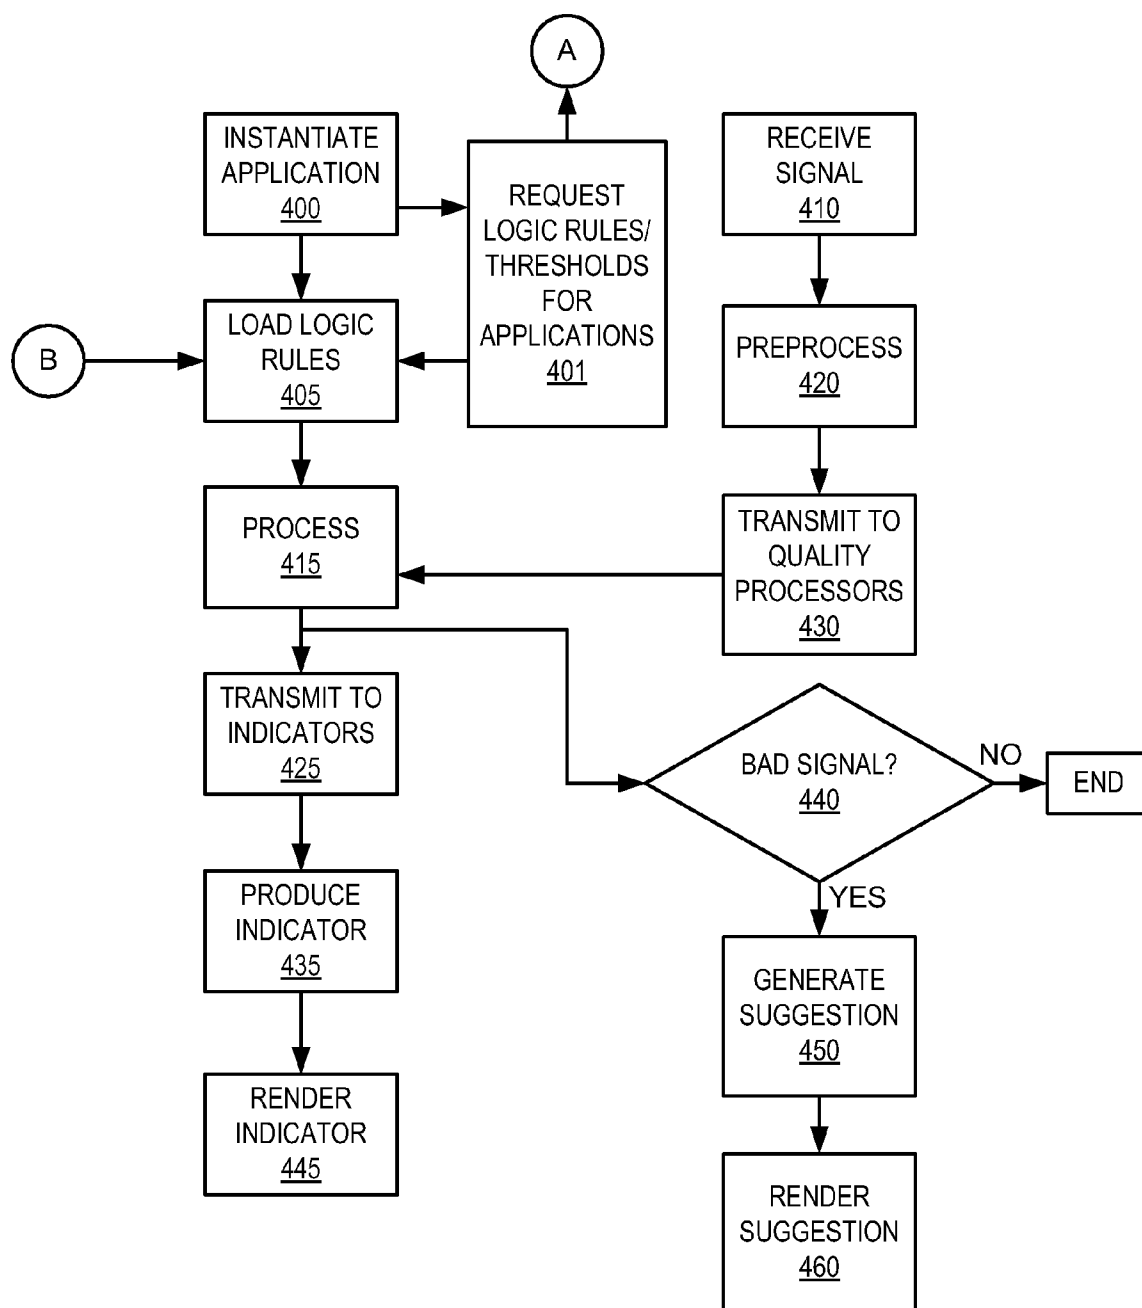 A
INSTANTIATE
APPLICATION
400
REQUEST
LOGIC RULES/
THRESHOLDS
FOR
APPLICATIONS
401
RECEIVE
SIGNAL
410
B
LOAD LOGIC
RULES
405
PREPROCESS
420
PROCESS
415
TRANSMIT TO
QUALITY
PROCESSORS
430
TRANSMIT TO
INDICATORS
425
BAD SIGNAL?
440
NO
END
YES
PRODUCE
INDICATOR
435
GENERATE
SUGGESTION
450
RENDER
INDICATOR
445
RENDER
SUGGESTION
460